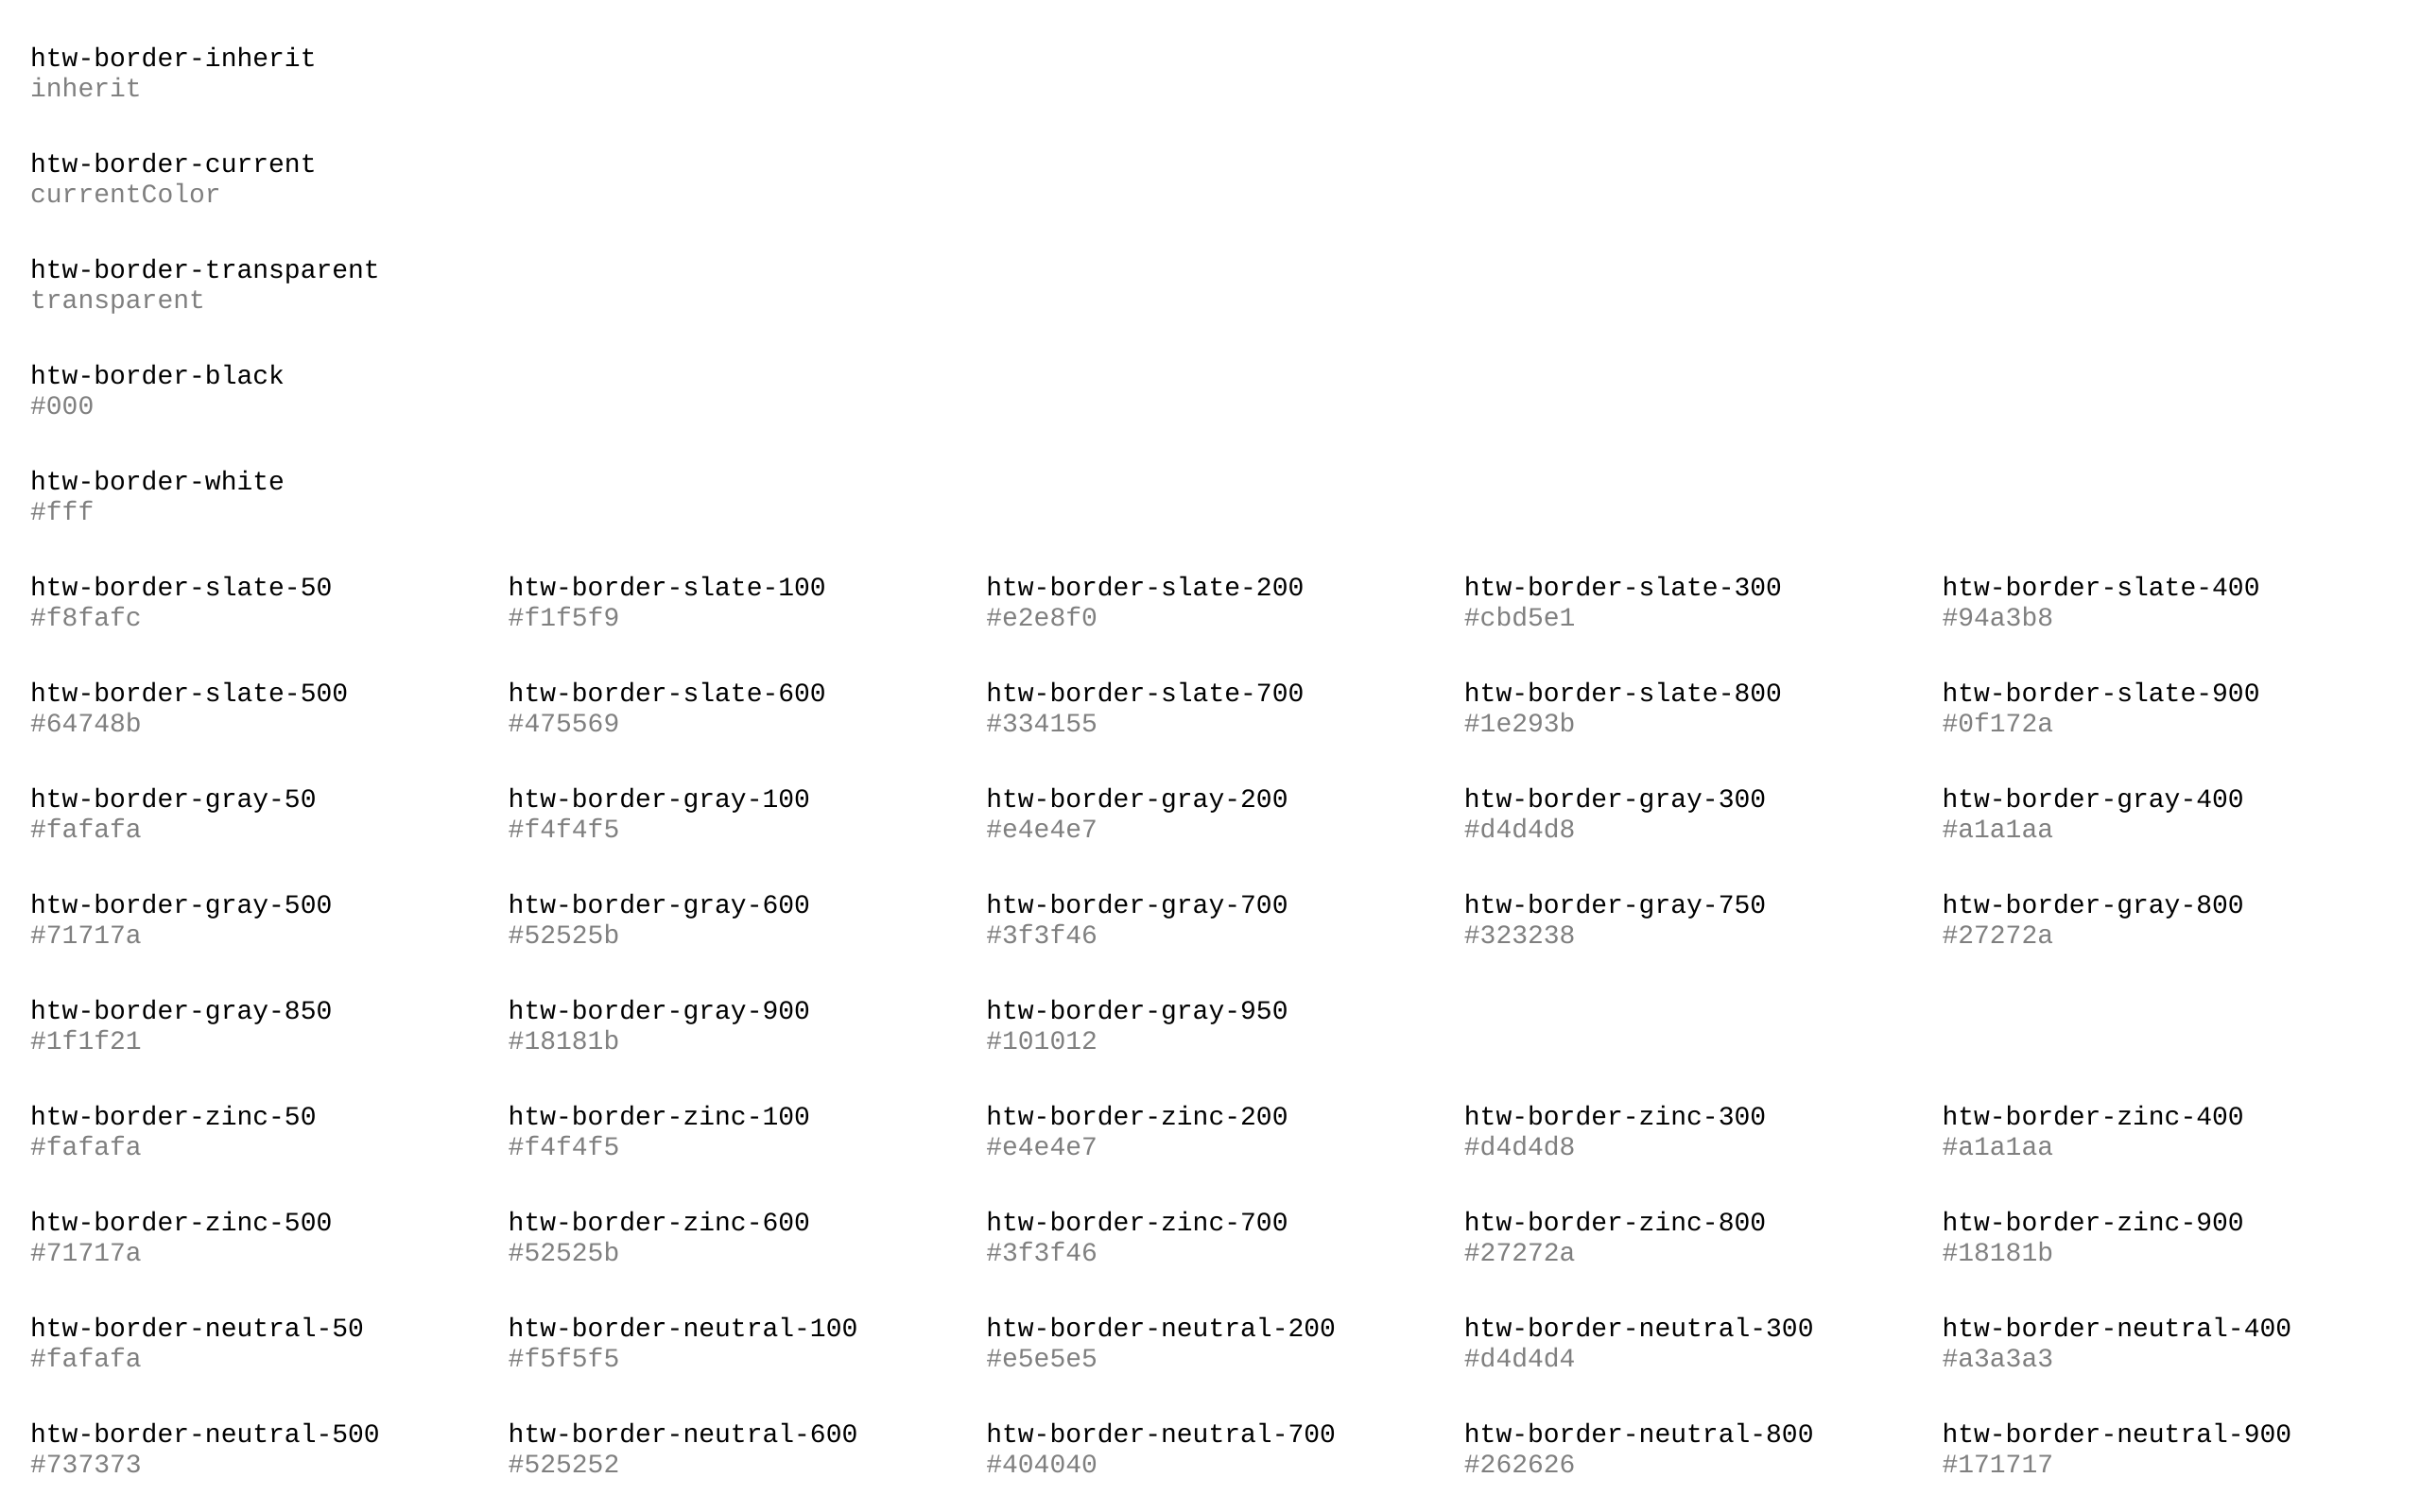 htw-border-inherit
inherit
htw-border-current
currentColor
htw-border-transparent
transparent
htw-border-black
#000
htw-border-white
#fff
htw-border-slate-50 htw-border-slate-100 htw-border-slate-200 htw-border-slate-300 htw-border-slate-400
#f8fafc #f1f5f9 #e2e8f0 #cbd5e1 #94a3b8
htw-border-slate-500 htw-border-slate-600 htw-border-slate-700 htw-border-slate-800 htw-border-slate-900
#64748b #475569 #334155 #1e293b #0f172a
htw-border-gray-50 htw-border-gray-100 htw-border-gray-200 htw-border-gray-300 htw-border-gray-400
#fafafa #f4f4f5 #e4e4e7 #d4d4d8 #a1a1aa
htw-border-gray-500 htw-border-gray-600 htw-border-gray-700 htw-border-gray-750 htw-border-gray-800
#71717a #52525b #3f3f46 #323238 #27272a
htw-border-gray-850 htw-border-gray-900 htw-border-gray-950
#1f1f21 #18181b #101012
htw-border-zinc-50 htw-border-zinc-100 htw-border-zinc-200 htw-border-zinc-300 htw-border-zinc-400
#fafafa #f4f4f5 #e4e4e7 #d4d4d8 #a1a1aa
htw-border-zinc-500 htw-border-zinc-600 htw-border-zinc-700 htw-border-zinc-800 htw-border-zinc-900
#71717a #52525b #3f3f46 #27272a #18181b
htw-border-neutral-50 htw-border-neutral-100 htw-border-neutral-200 htw-border-neutral-300 htw-border-neutral-400
#fafafa #f5f5f5 #e5e5e5 #d4d4d4 #a3a3a3
htw-border-neutral-500 htw-border-neutral-600 htw-border-neutral-700 htw-border-neutral-800 htw-border-neutral-900
#737373 #525252 #404040 #262626 #171717